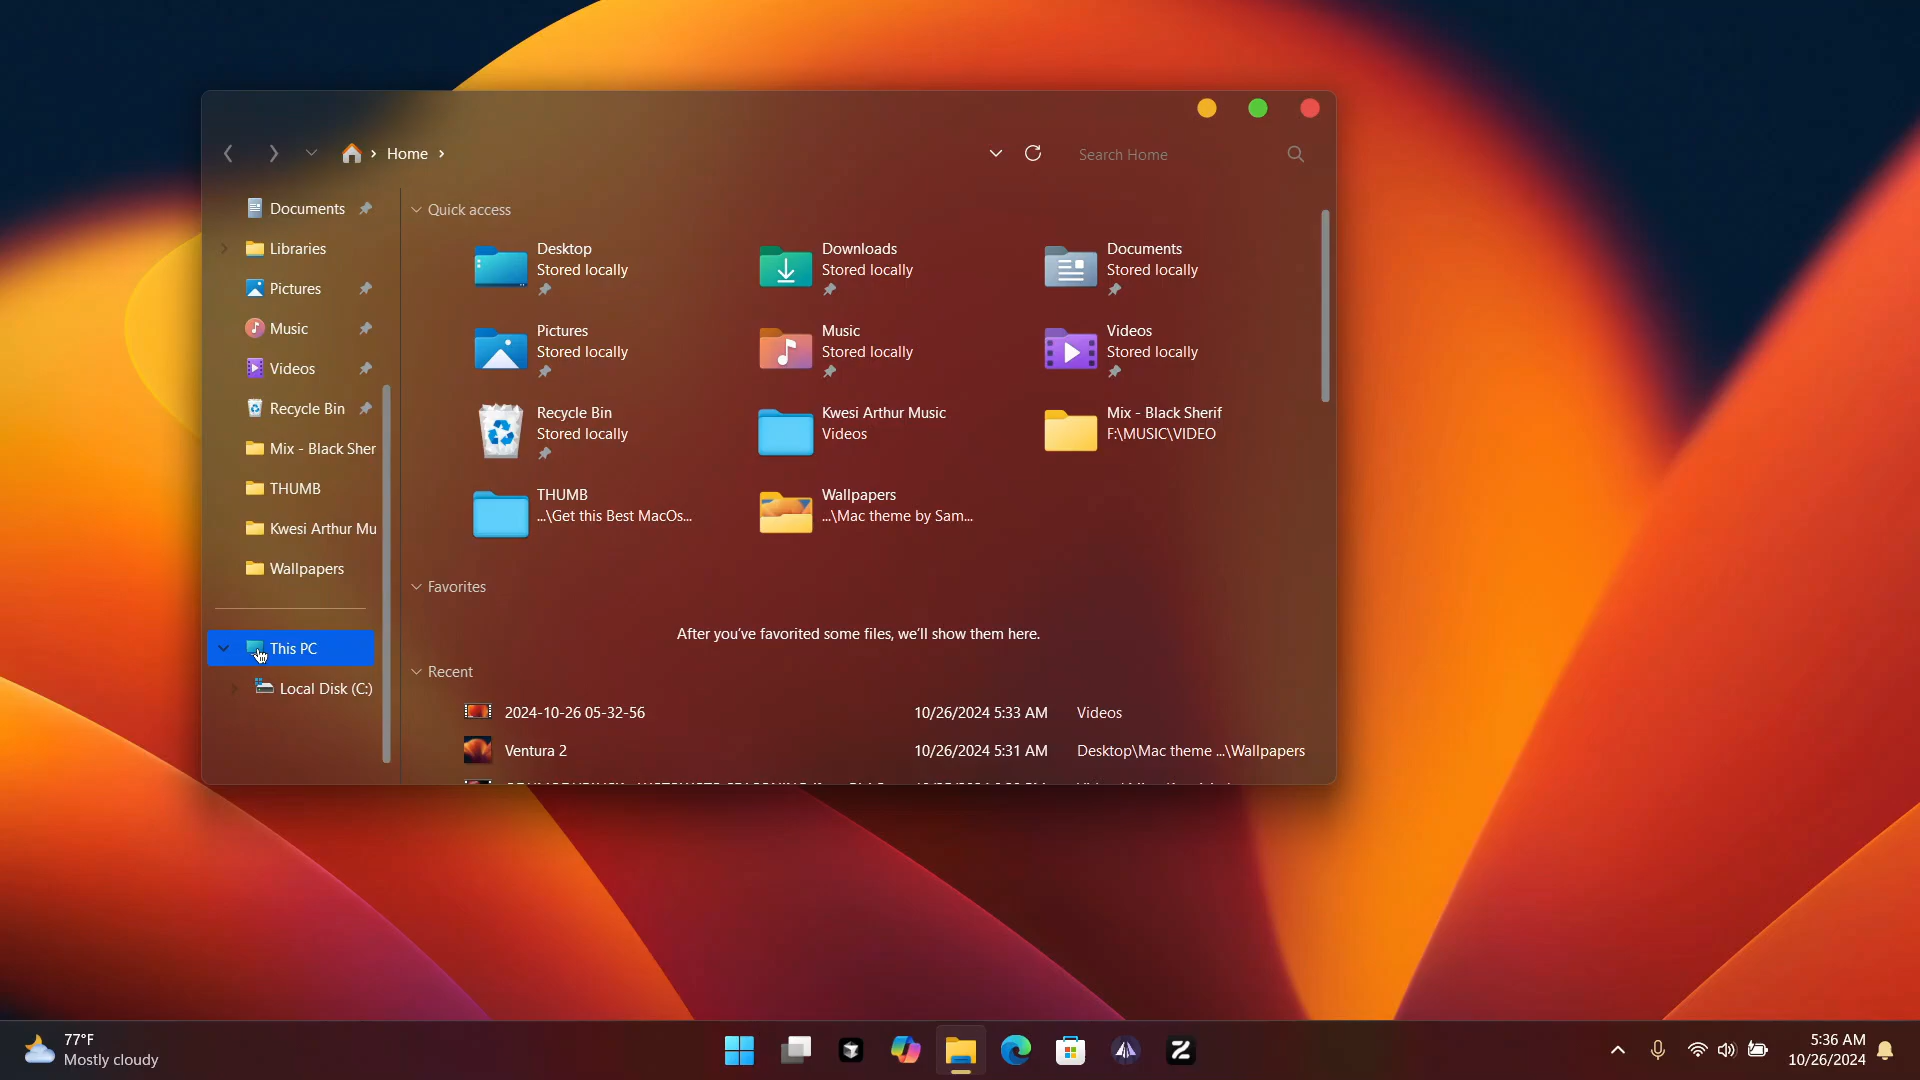 Home
Search Home
Documents
Libraries
Pictures
Music
Videos
Recycle Bin
Mix - Black Sher
THUMB
Kwesi Arthur Mu
Wallpapers
This PC
Local Disk (C:)
Quick access
Desktop
Stored locally
Downloads
Stored locally
Documents
Stored locally
Pictures
Stored locally
Music
Stored locally
Videos
Stored locally
Recycle Bin
Stored locally
Kwesi Arthur Music
Videos
Mix - Black Sherif
F:\MUSIC\VIDEO
THUMB
...\Get this Best MacOs...
Wallpapers
...\Mac theme by Sam...
Favorites
After you've favorited some files, we'll show them here.
Recent
2024-10-26 05-32-56 10/26/2024 5:33 AM Videos
Ventura 2 10/26/2024 5:31 AM Desktop\Mac theme ...\Wallpapers
77°F
Mostly cloudy
5:36 AM
10/26/2024